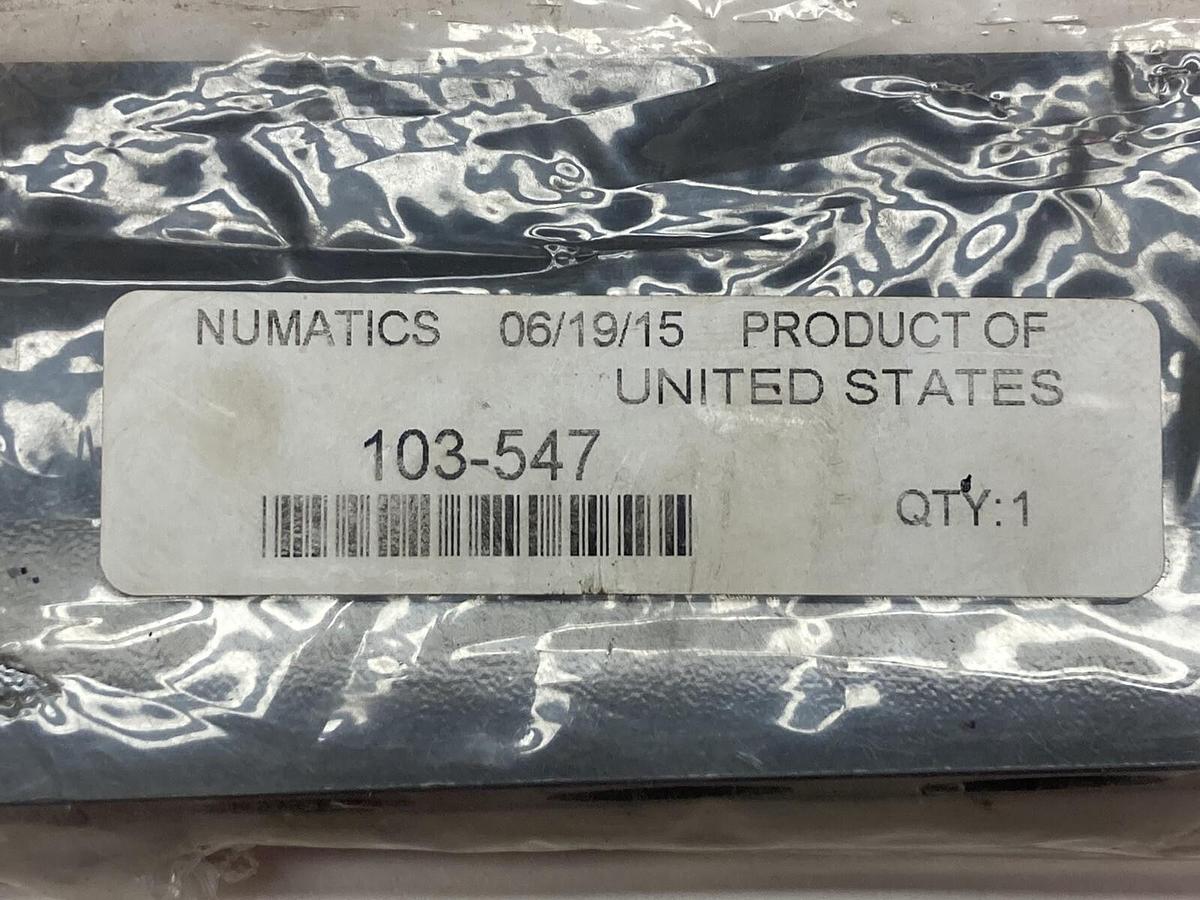 NUMATICS 06/19/15 PRODUCT OF
UNITED STATES
103-547
QTY:1